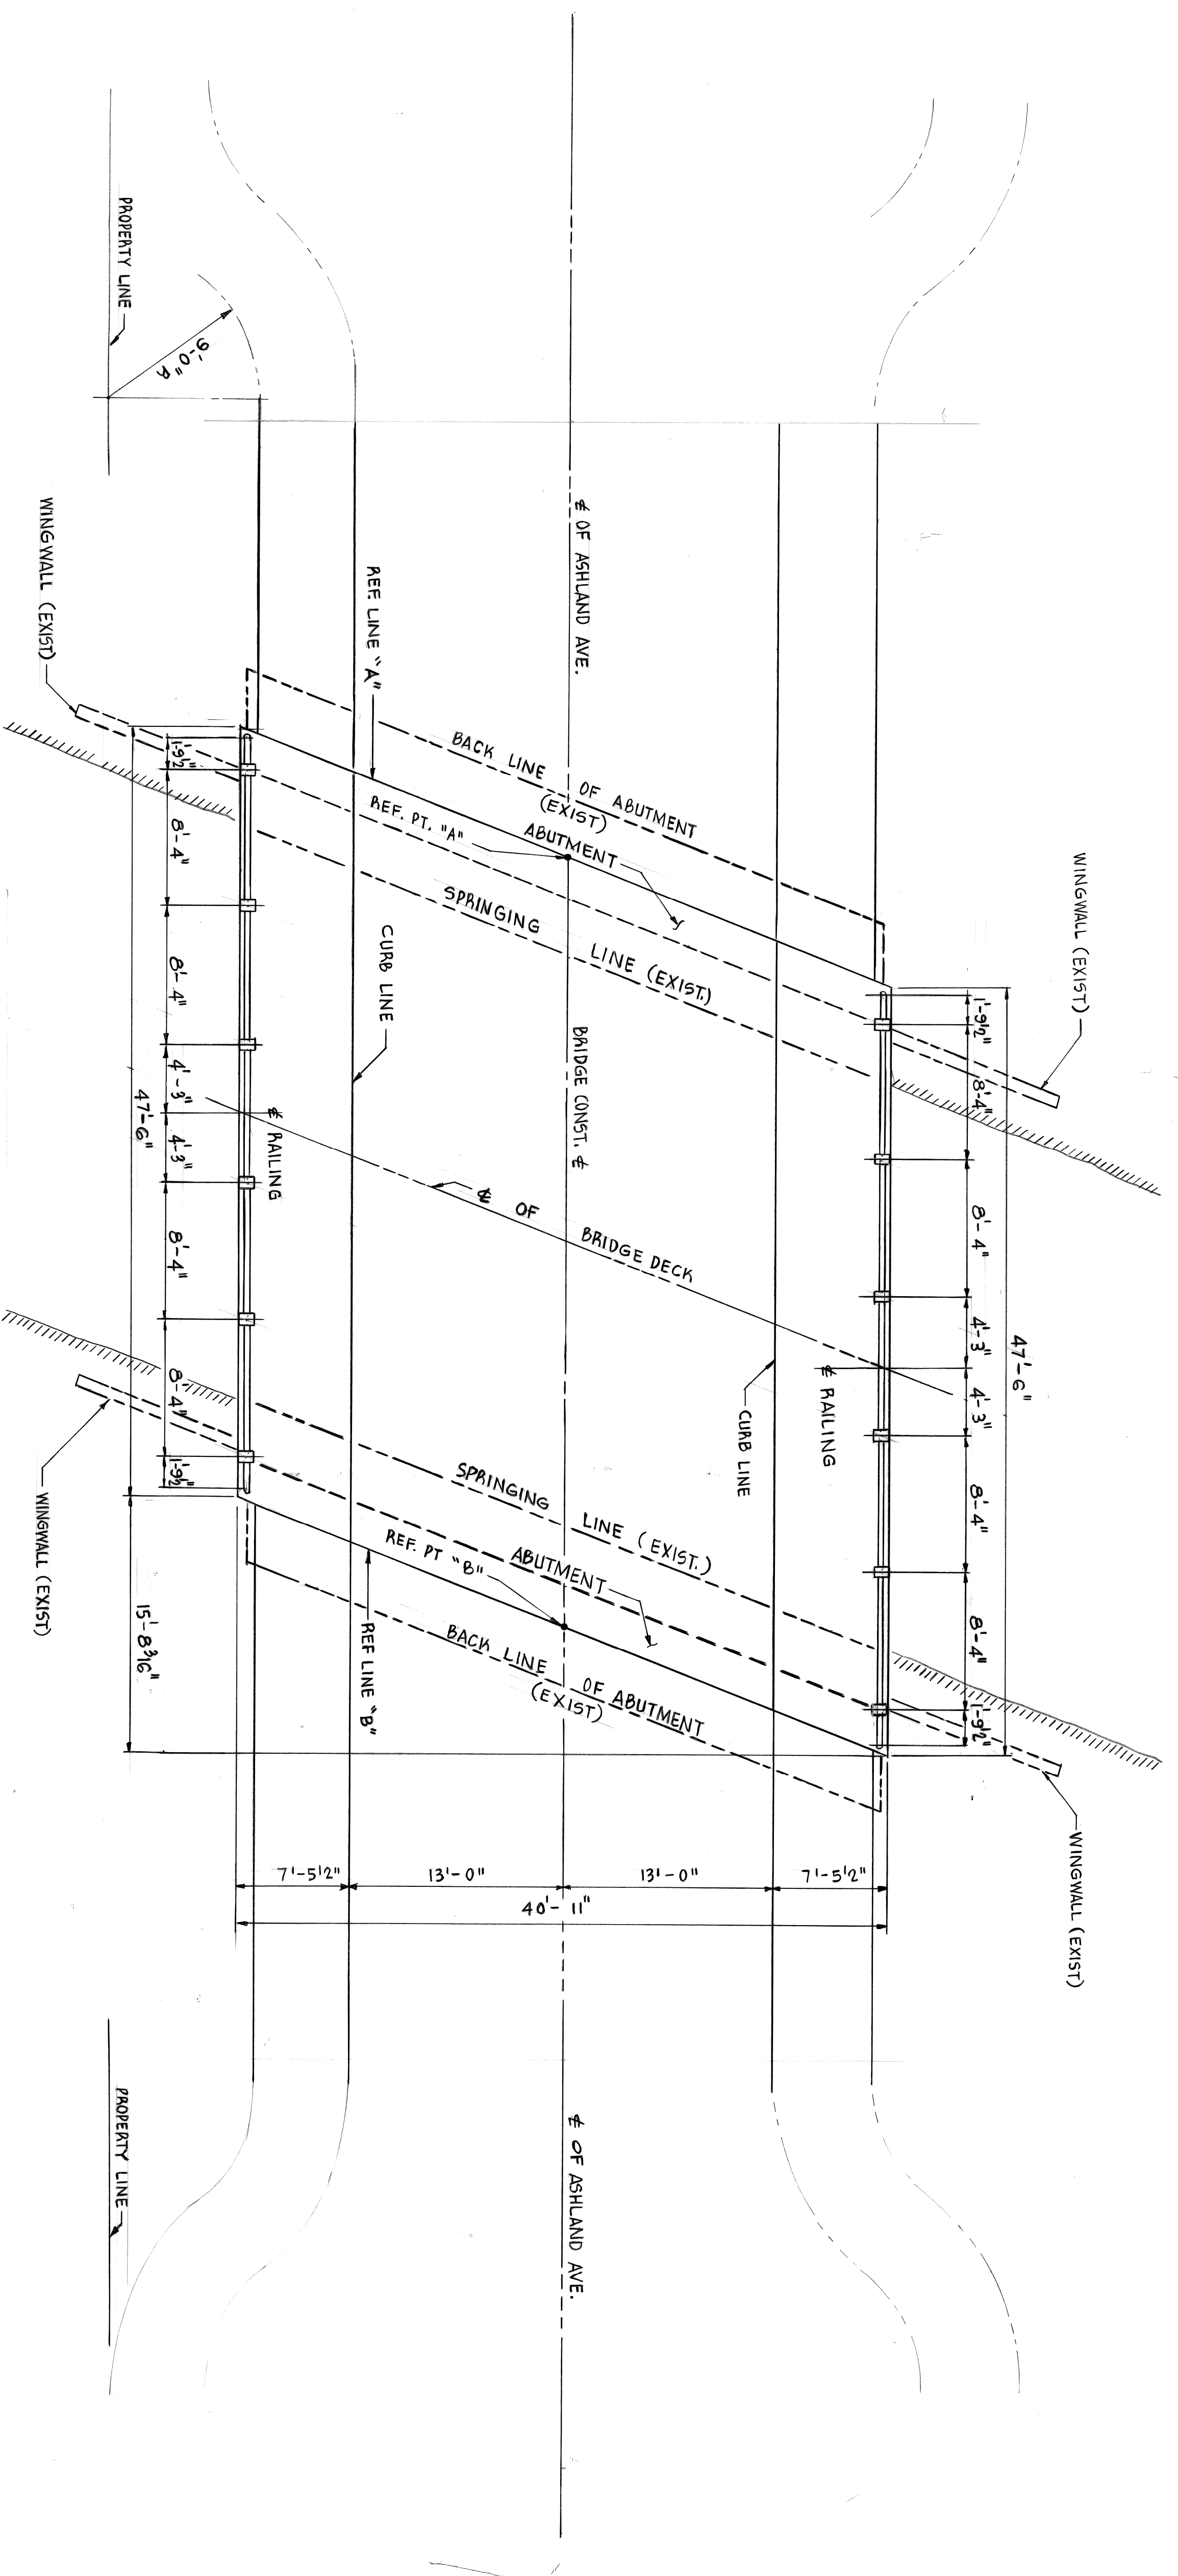 PROPERTY LINE
9'-0" R
WINGWALL (EXIST)
REF. LINE "A"
℄ OF ASHLAND AVE.
BACK LINE OF ABUTMENT
(EXIST)
REF. PT. "A"
ABUTMENT
WINGWALL (EXIST)
SPRINGING LINE (EXIST.)
CURB LINE
BRIDGE CONST. ℄
1'-9½"
8'-4"
8'-4"
4'-3"
4'-3"
8'-4"
8'-4"
1'-9½"
47'-6"
15'-8 3/16"
℄ RAILING
℄ OF BRIDGE DECK
1'-9½"
8'-4"
8'-4"
4'-3"
4'-3"
8'-4"
8'-4"
1'-9½"
47'-6"
℄ RAILING
CURB LINE
SPRINGING LINE (EXIST.)
ABUTMENT
REF. PT "B"
WINGWALL (EXIST)
REF LINE "B"
BACK LINE OF ABUTMENT
(EXIST)
WINGWALL (EXIST)
7'-5½"
13'-0"
13'-0"
7'-5½"
40'-11"
PROPERTY LINE
℄ OF ASHLAND AVE.